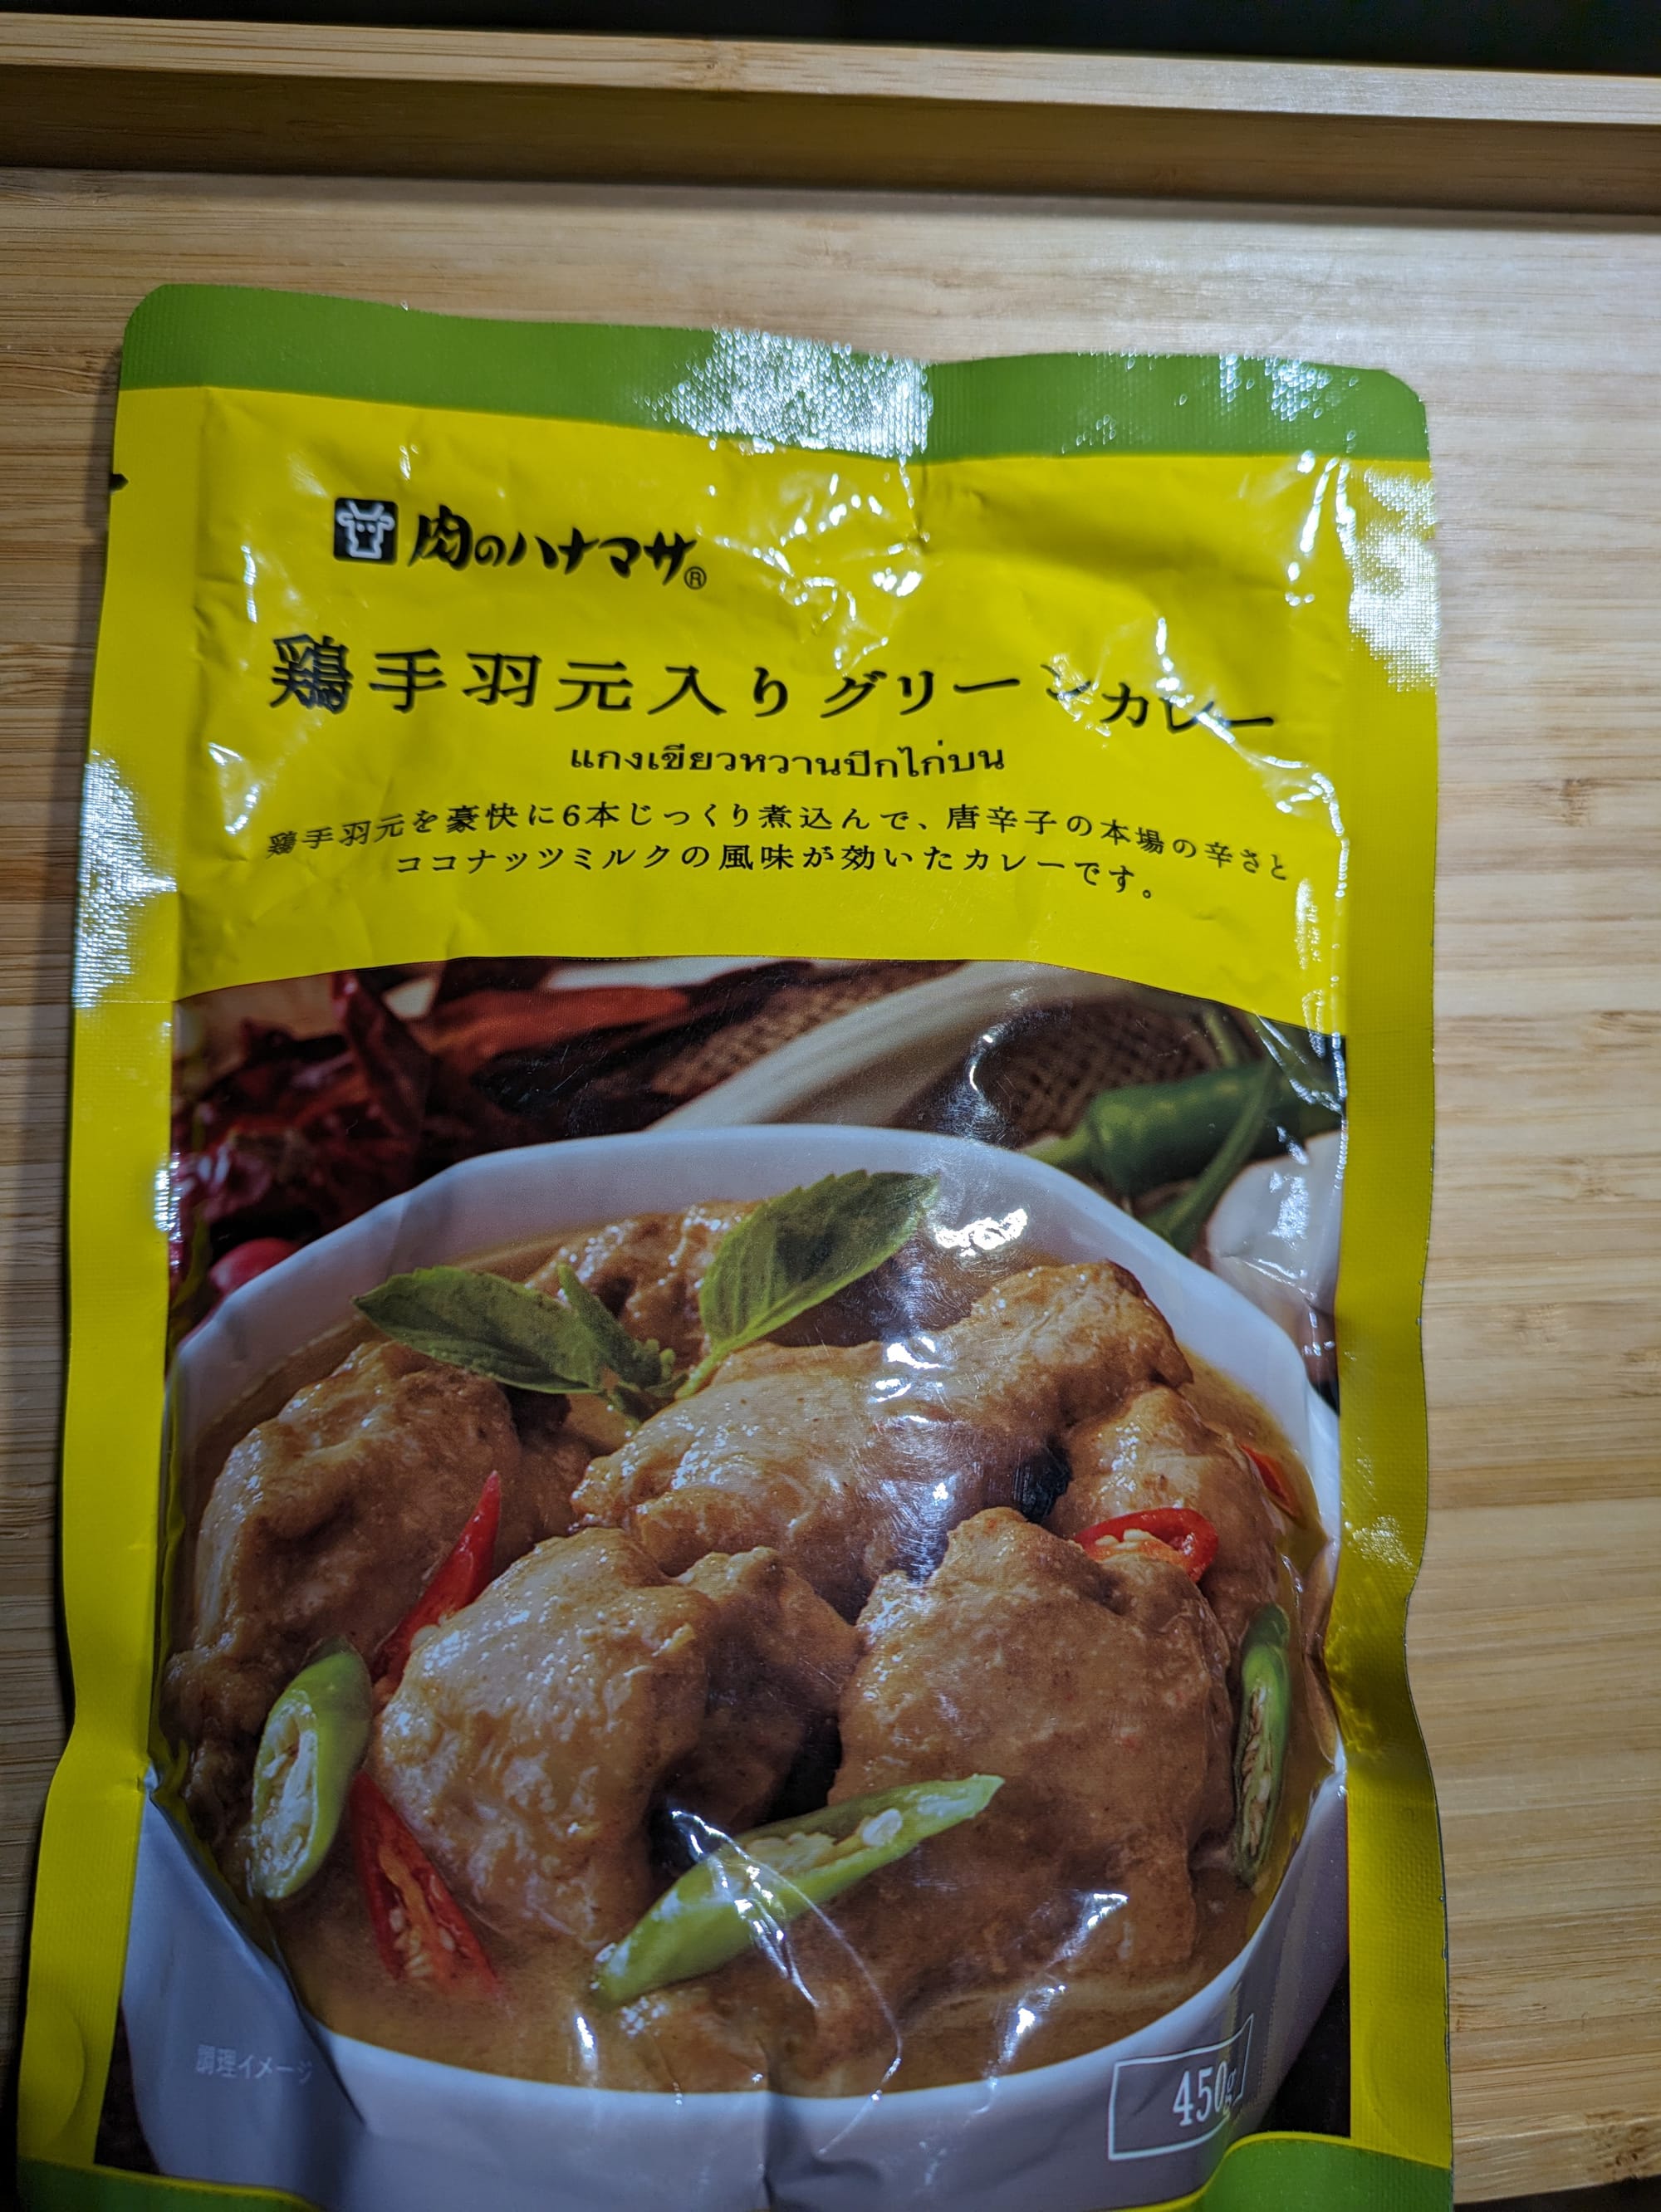 肉のハナマサ®
鶏手羽元入りグリーンカレー
แกงเขียวหวานปีกไก่บน
鶏手羽元を豪快に6本じっくり煮込んで、唐辛子の本場の辛さと
ココナッツミルクの風味が効いたカレーです。
調理イメージ
450g